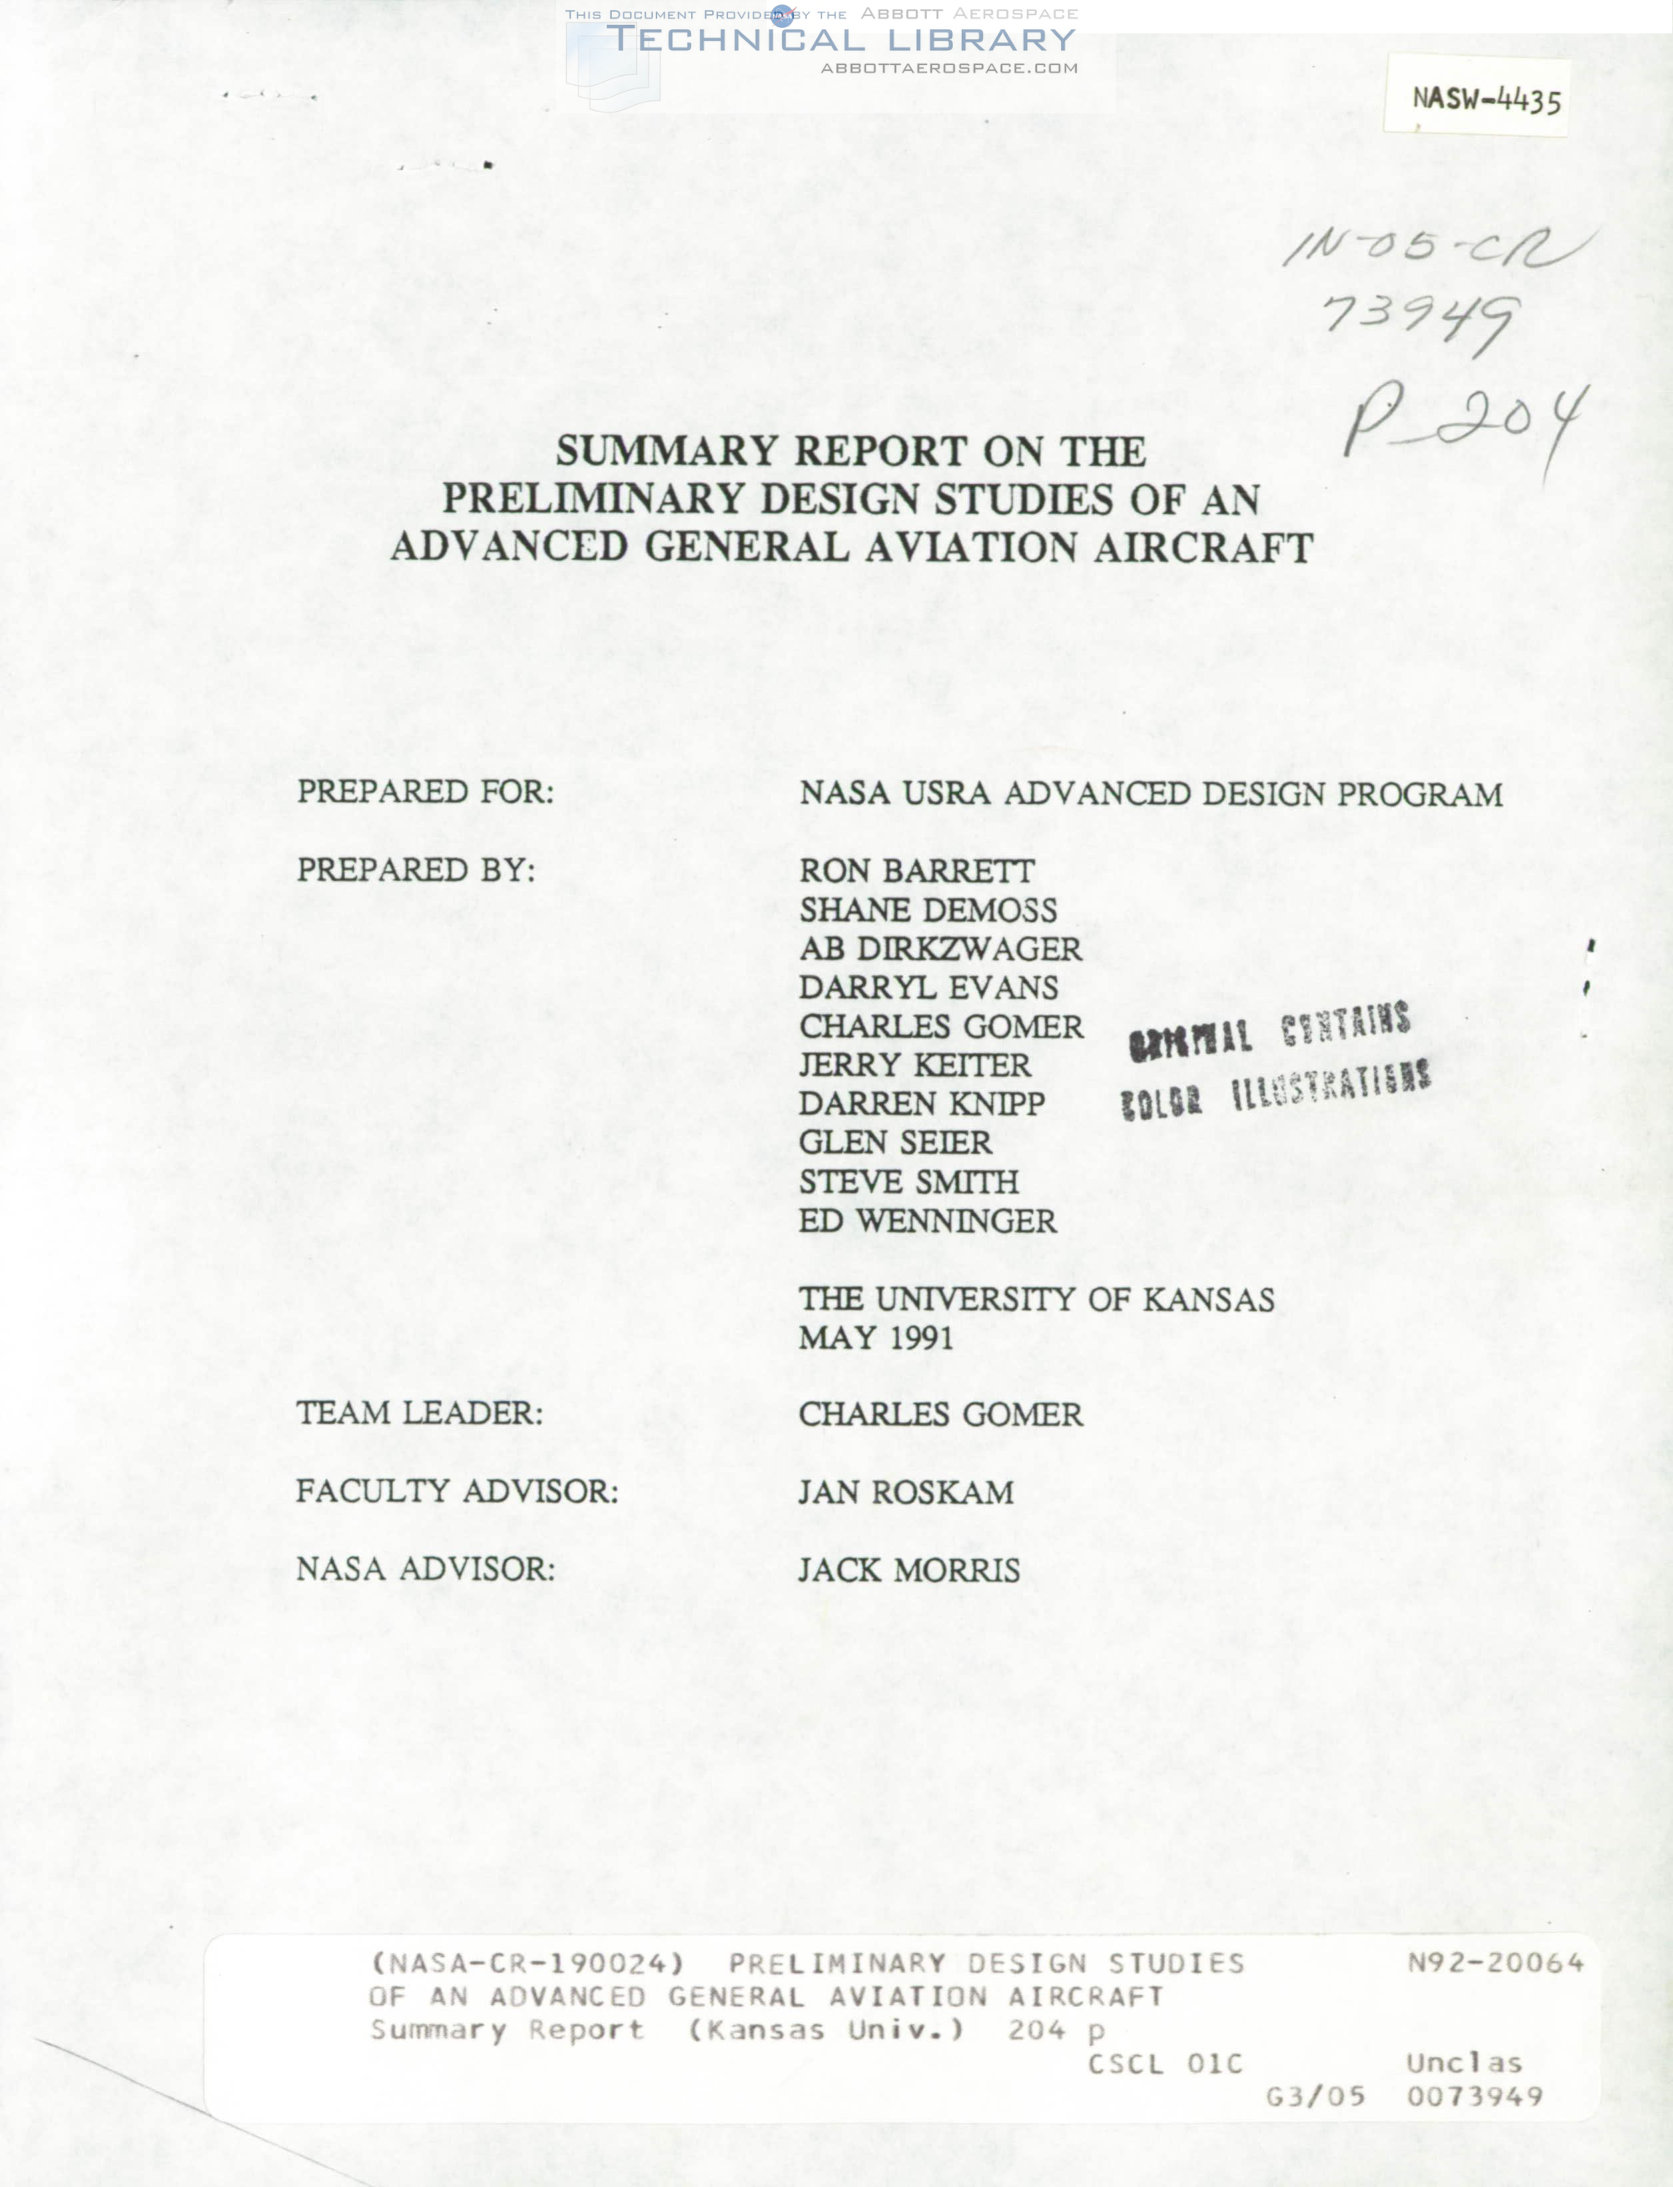 THIS DOCUMENT PROVIDED BY THE ABBOTT AEROSPACE
TECHNICAL LIBRARY
ABBOTTAEROSPACE.COM
NASW-4435
IN-05-CR
73949
P-204
SUMMARY REPORT ON THE
PRELIMINARY DESIGN STUDIES OF AN
ADVANCED GENERAL AVIATION AIRCRAFT
PREPARED FOR: NASA USRA ADVANCED DESIGN PROGRAM
PREPARED BY: RON BARRETT
SHANE DEMOSS
AB DIRKZWAGER
DARRYL EVANS
CHARLES GOMER
JERRY KEITER
DARREN KNIPP
GLEN SEIER
STEVE SMITH
ED WENNINGER
ORIGINAL CONTAINS
COLOR ILLUSTRATIONS
THE UNIVERSITY OF KANSAS
MAY 1991
TEAM LEADER: CHARLES GOMER
FACULTY ADVISOR: JAN ROSKAM
NASA ADVISOR: JACK MORRIS
(NASA-CR-190024) PRELIMINARY DESIGN STUDIES N92-20064
OF AN ADVANCED GENERAL AVIATION AIRCRAFT
Summary Report (Kansas Univ.) 204 p
CSCL 01C Unclas
G3/05 0073949